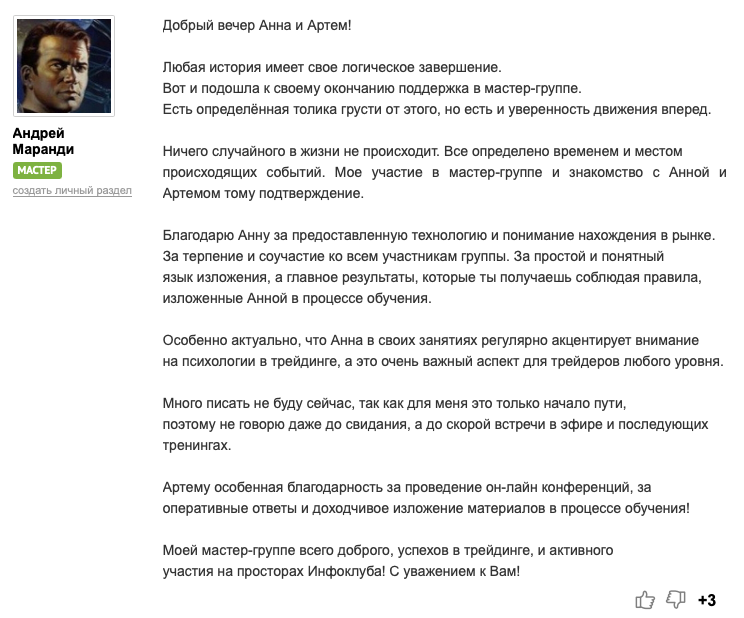 Добрый вечер Анна и Артем!
Любая история имеет свое логическое завершение.
Вот и подошла к своему окончанию поддержка в мастер-группе.
Есть определённая толика грусти от этого, но есть и уверенность движения вперед.
Андрей
Маранди
МАСТЕР
создать личный раздел
Ничего случайного в жизни не происходит. Все определено временем и местом
происходящих событий. Мое участие в мастер-группе и знакомство с Анной и
Артемом тому подтверждение.
Благодарю Анну за предоставленную технологию и понимание нахождения в рынке.
За терпение и соучастие ко всем участникам группы. За простой и понятный
язык изложения, а главное результаты, которые ты получаешь соблюдая правила,
изложенные Анной в процессе обучения.
Особенно актуально, что Анна в своих занятиях регулярно акцентирует внимание
на психологии в трейдинге, а это очень важный аспект для трейдеров любого уровня.
Много писать не буду сейчас, так как для меня это только начало пути,
поэтому не говорю даже до свидания, а до скорой встречи в эфире и последующих
тренингах.
Артему особенная благодарность за проведение он-лайн конференций, за
оперативные ответы и доходчивое изложение материалов в процессе обучения!
Моей мастер-группе всего доброго, успехов в трейдинге, и активного
участия на просторах Инфоклуба! С уважением к Вам!
+3